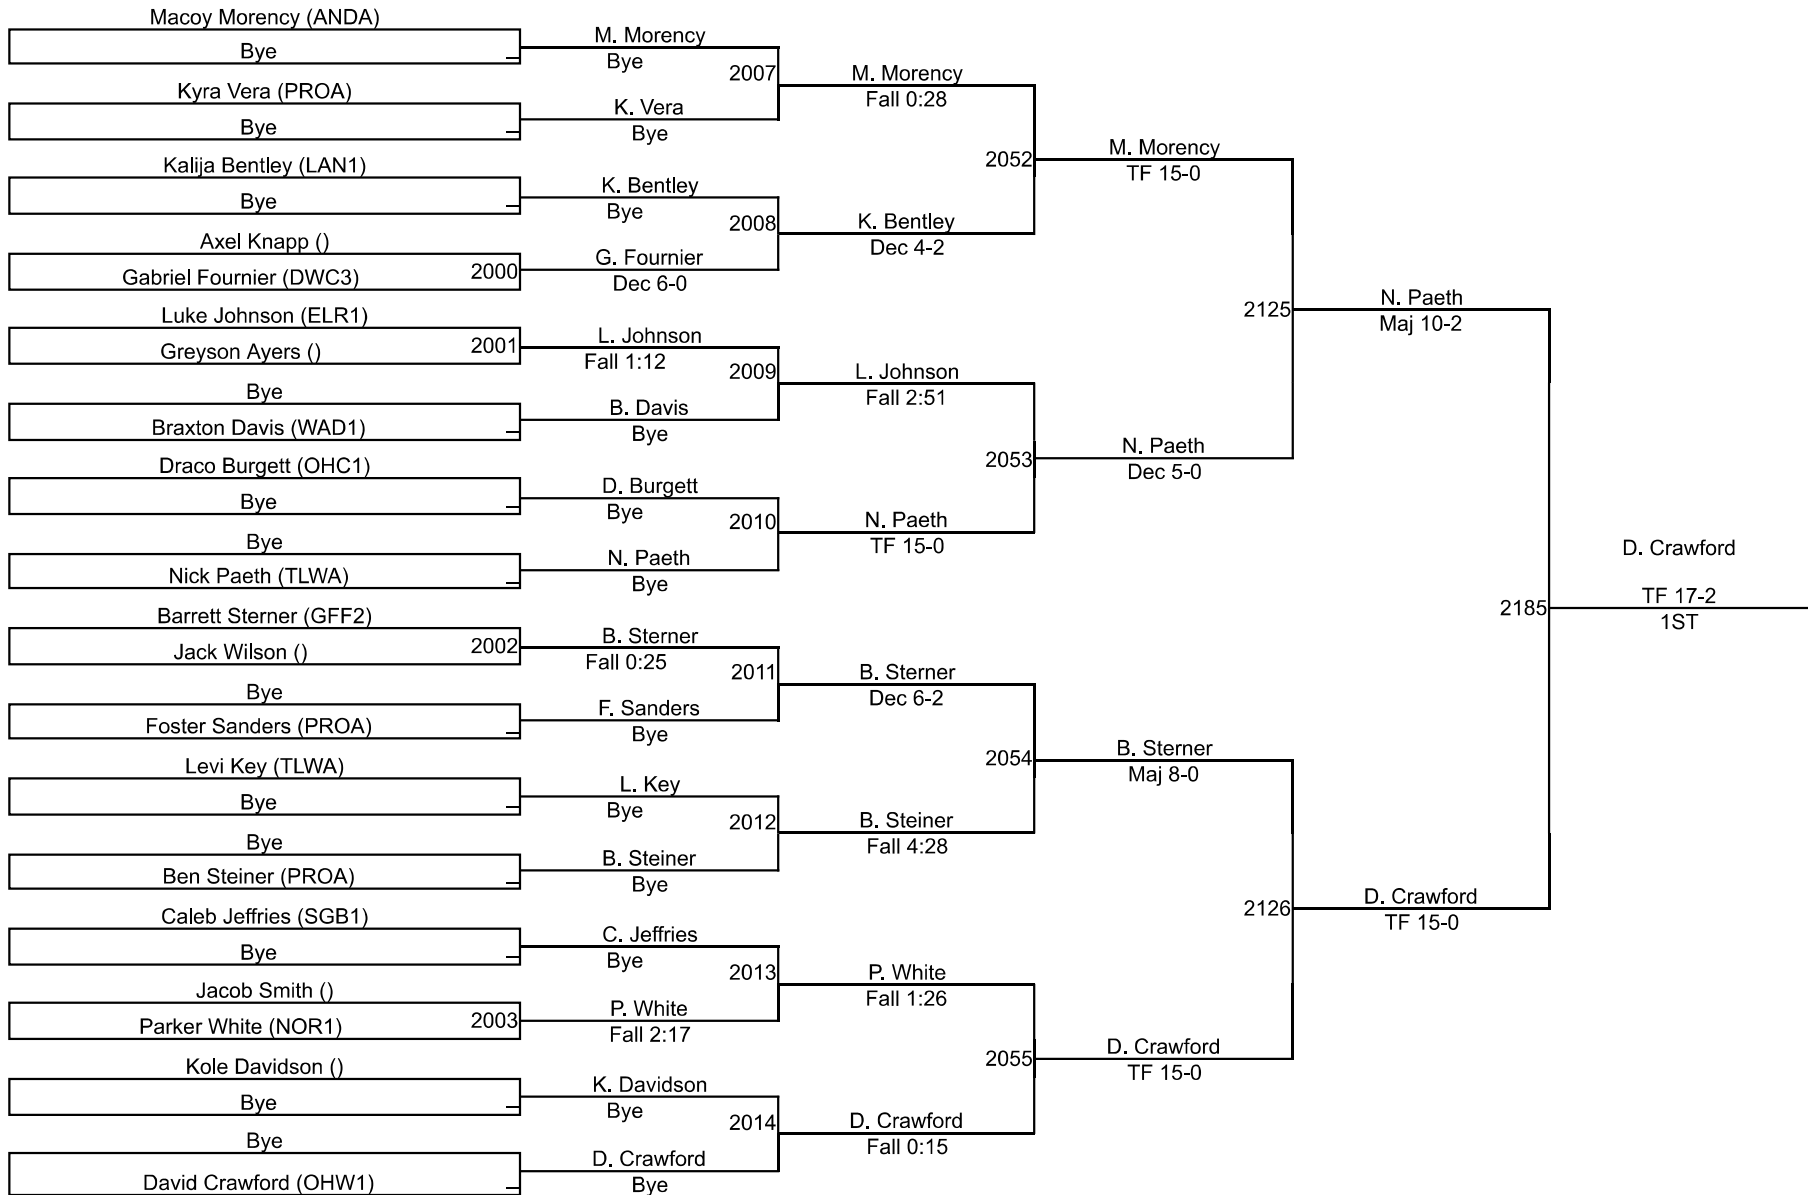 Macoy Morency (ANDA)
Bye
Kyra Vera (PROA)
Bye
Kalija Bentley (LAN1)
Bye
Axel Knapp ()
Gabriel Fournier (DWC3)
2000
Luke Johnson (ELR1)
Greyson Ayers ()
2001
Bye
Braxton Davis (WAD1)
Draco Burgett (OHC1)
Bye
Bye
Nick Paeth (TLWA)
Barrett Sterner (GFF2)
Jack Wilson ()
2002
Bye
Foster Sanders (PROA)
Levi Key (TLWA)
Bye
Bye
Ben Steiner (PROA)
Caleb Jeffries (SGB1)
Bye
Jacob Smith ()
Parker White (NOR1)
2003
Kole Davidson ()
Bye
Bye
David Crawford (OHW1)
M. Morency
Bye
2007
K. Vera
Bye
K. Bentley
Bye
2008
G. Fournier
Dec 6-0
L. Johnson
Fall 1:12
2009
B. Davis
Bye
D. Burgett
Bye
2010
N. Paeth
Bye
B. Sterner
Fall 0:25
2011
F. Sanders
Bye
L. Key
Bye
2012
B. Steiner
Bye
C. Jeffries
Bye
2013
P. White
Fall 2:17
K. Davidson
Bye
2014
D. Crawford
Bye
M. Morency
Fall 0:28
2052
K. Bentley
Dec 4-2
L. Johnson
Fall 2:51
2053
N. Paeth
TF 15-0
B. Sterner
Dec 6-2
2054
B. Steiner
Fall 4:28
P. White
Fall 1:26
2055
D. Crawford
Fall 0:15
M. Morency
TF 15-0
2125
N. Paeth
Dec 5-0
B. Sterner
Maj 8-0
2126
D. Crawford
TF 15-0
N. Paeth
Maj 10-2
2185
D. Crawford
TF 15-0
D. Crawford
TF 17-2
1ST